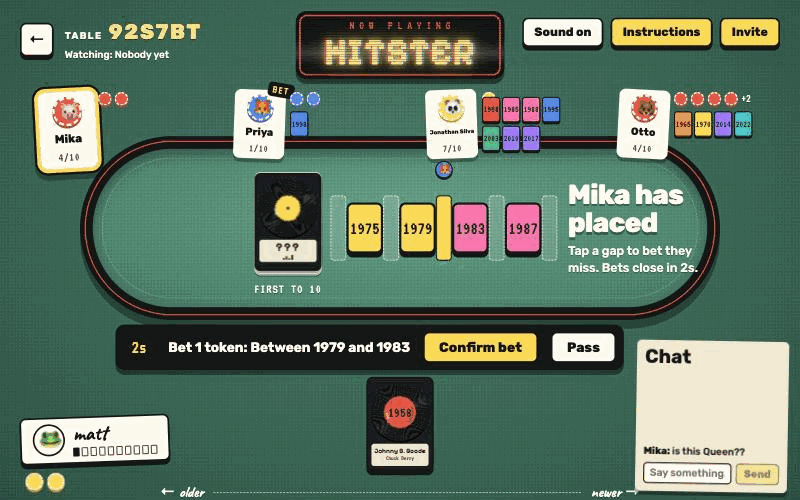 ←
TABLE 92S7BT
Watching: Nobody yet
NOW PLAYING
HITSTER
Sound on
Instructions
Invite
Mika
4/10
BET
Priya
1/10
1998
Jonathan Silva
7/10
1958 1985 1988 1995
2003 2010 2017
Otto
4/10
+2
1965 1970 2014 2022
???
FIRST TO 10
1975
1979
1983
1987
Mika has
placed
Tap a gap to bet they
miss. Bets close in 2s.
2s
Bet 1 token: Between 1979 and 1983
Confirm bet
Pass
1958
Johnny B. Goode
Chuck Berry
matt
← older
newer →
Chat
Mika: is this Queen??
Say something
Send